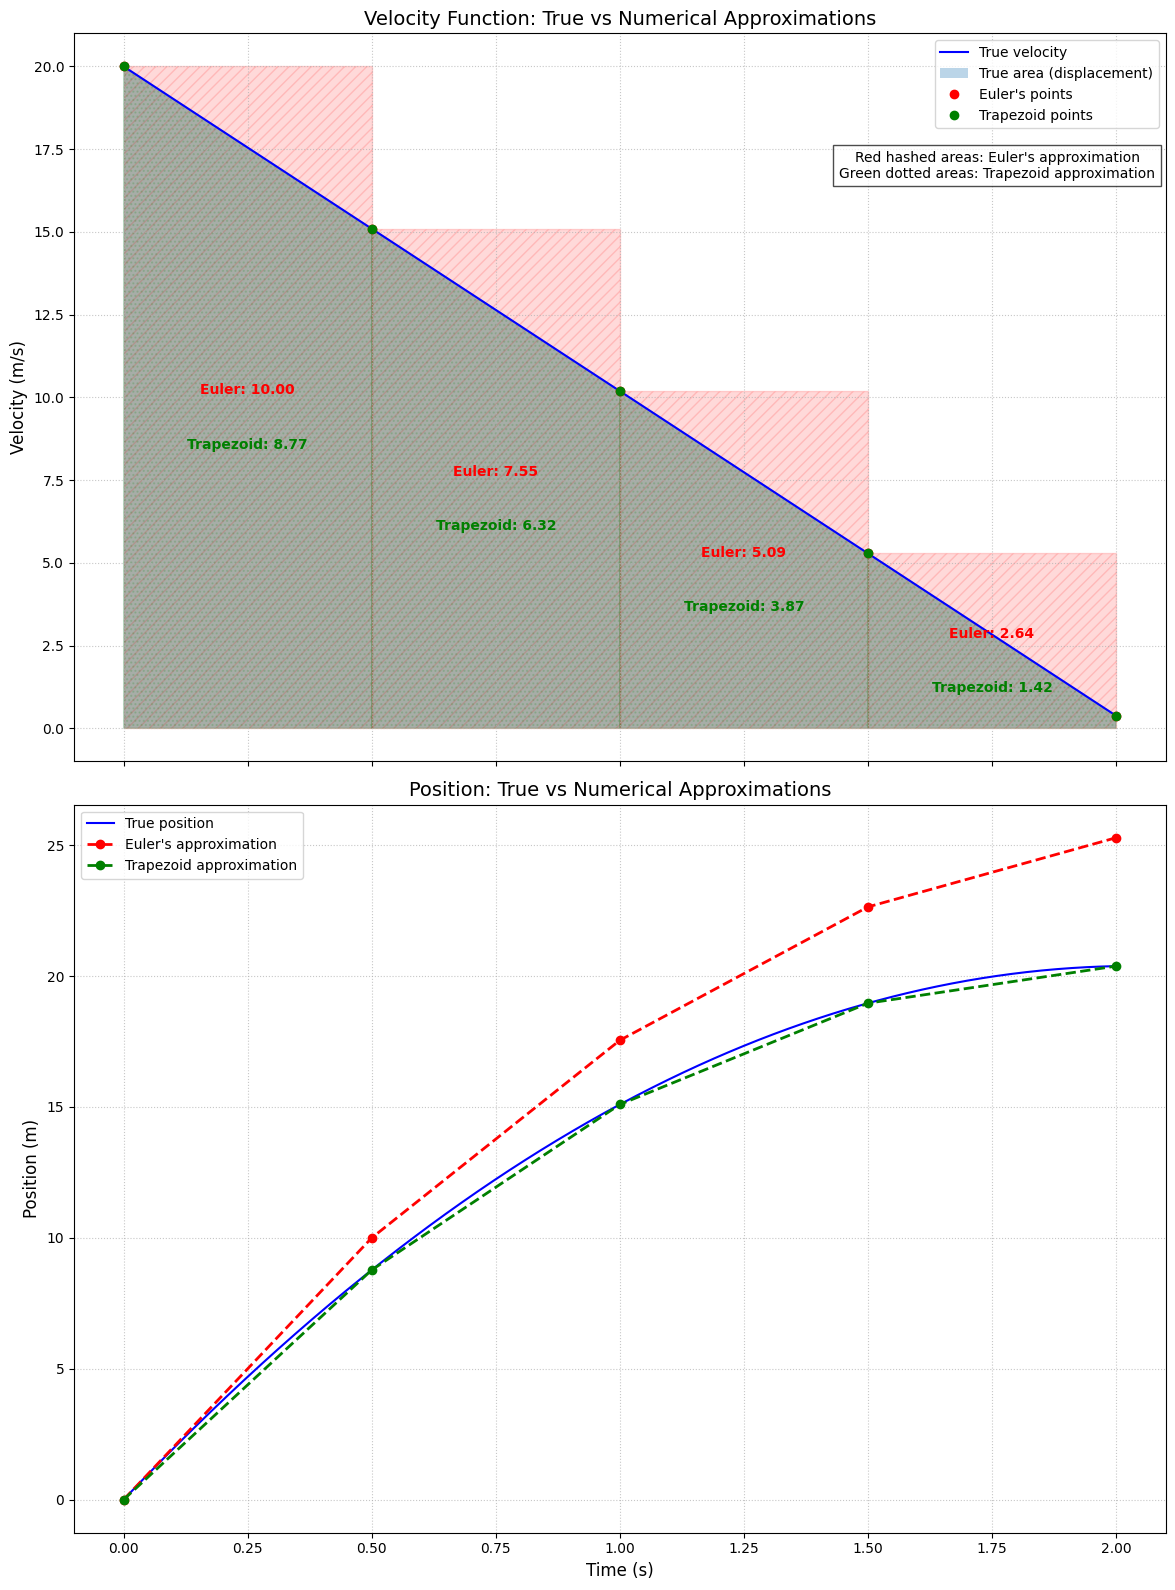 Velocity Function: True vs Numerical Approximations
True velocity
True area (displacement)
Euler's points
Trapezoid points
Red hashed areas: Euler's approximation
Green dotted areas: Trapezoid approximation
Velocity (m/s)
20.0
17.5
15.0
12.5
10.0
7.5
5.0
2.5
0.0
Euler: 10.00
Trapezoid: 8.77
Euler: 7.55
Trapezoid: 6.32
Euler: 5.09
Trapezoid: 3.87
Euler: 2.64
Trapezoid: 1.42
Position: True vs Numerical Approximations
True position
Euler's approximation
Trapezoid approximation
Position (m)
25
20
15
10
5
0
0.00 0.25 0.50 0.75 1.00 1.25 1.50 1.75 2.00
Time (s)